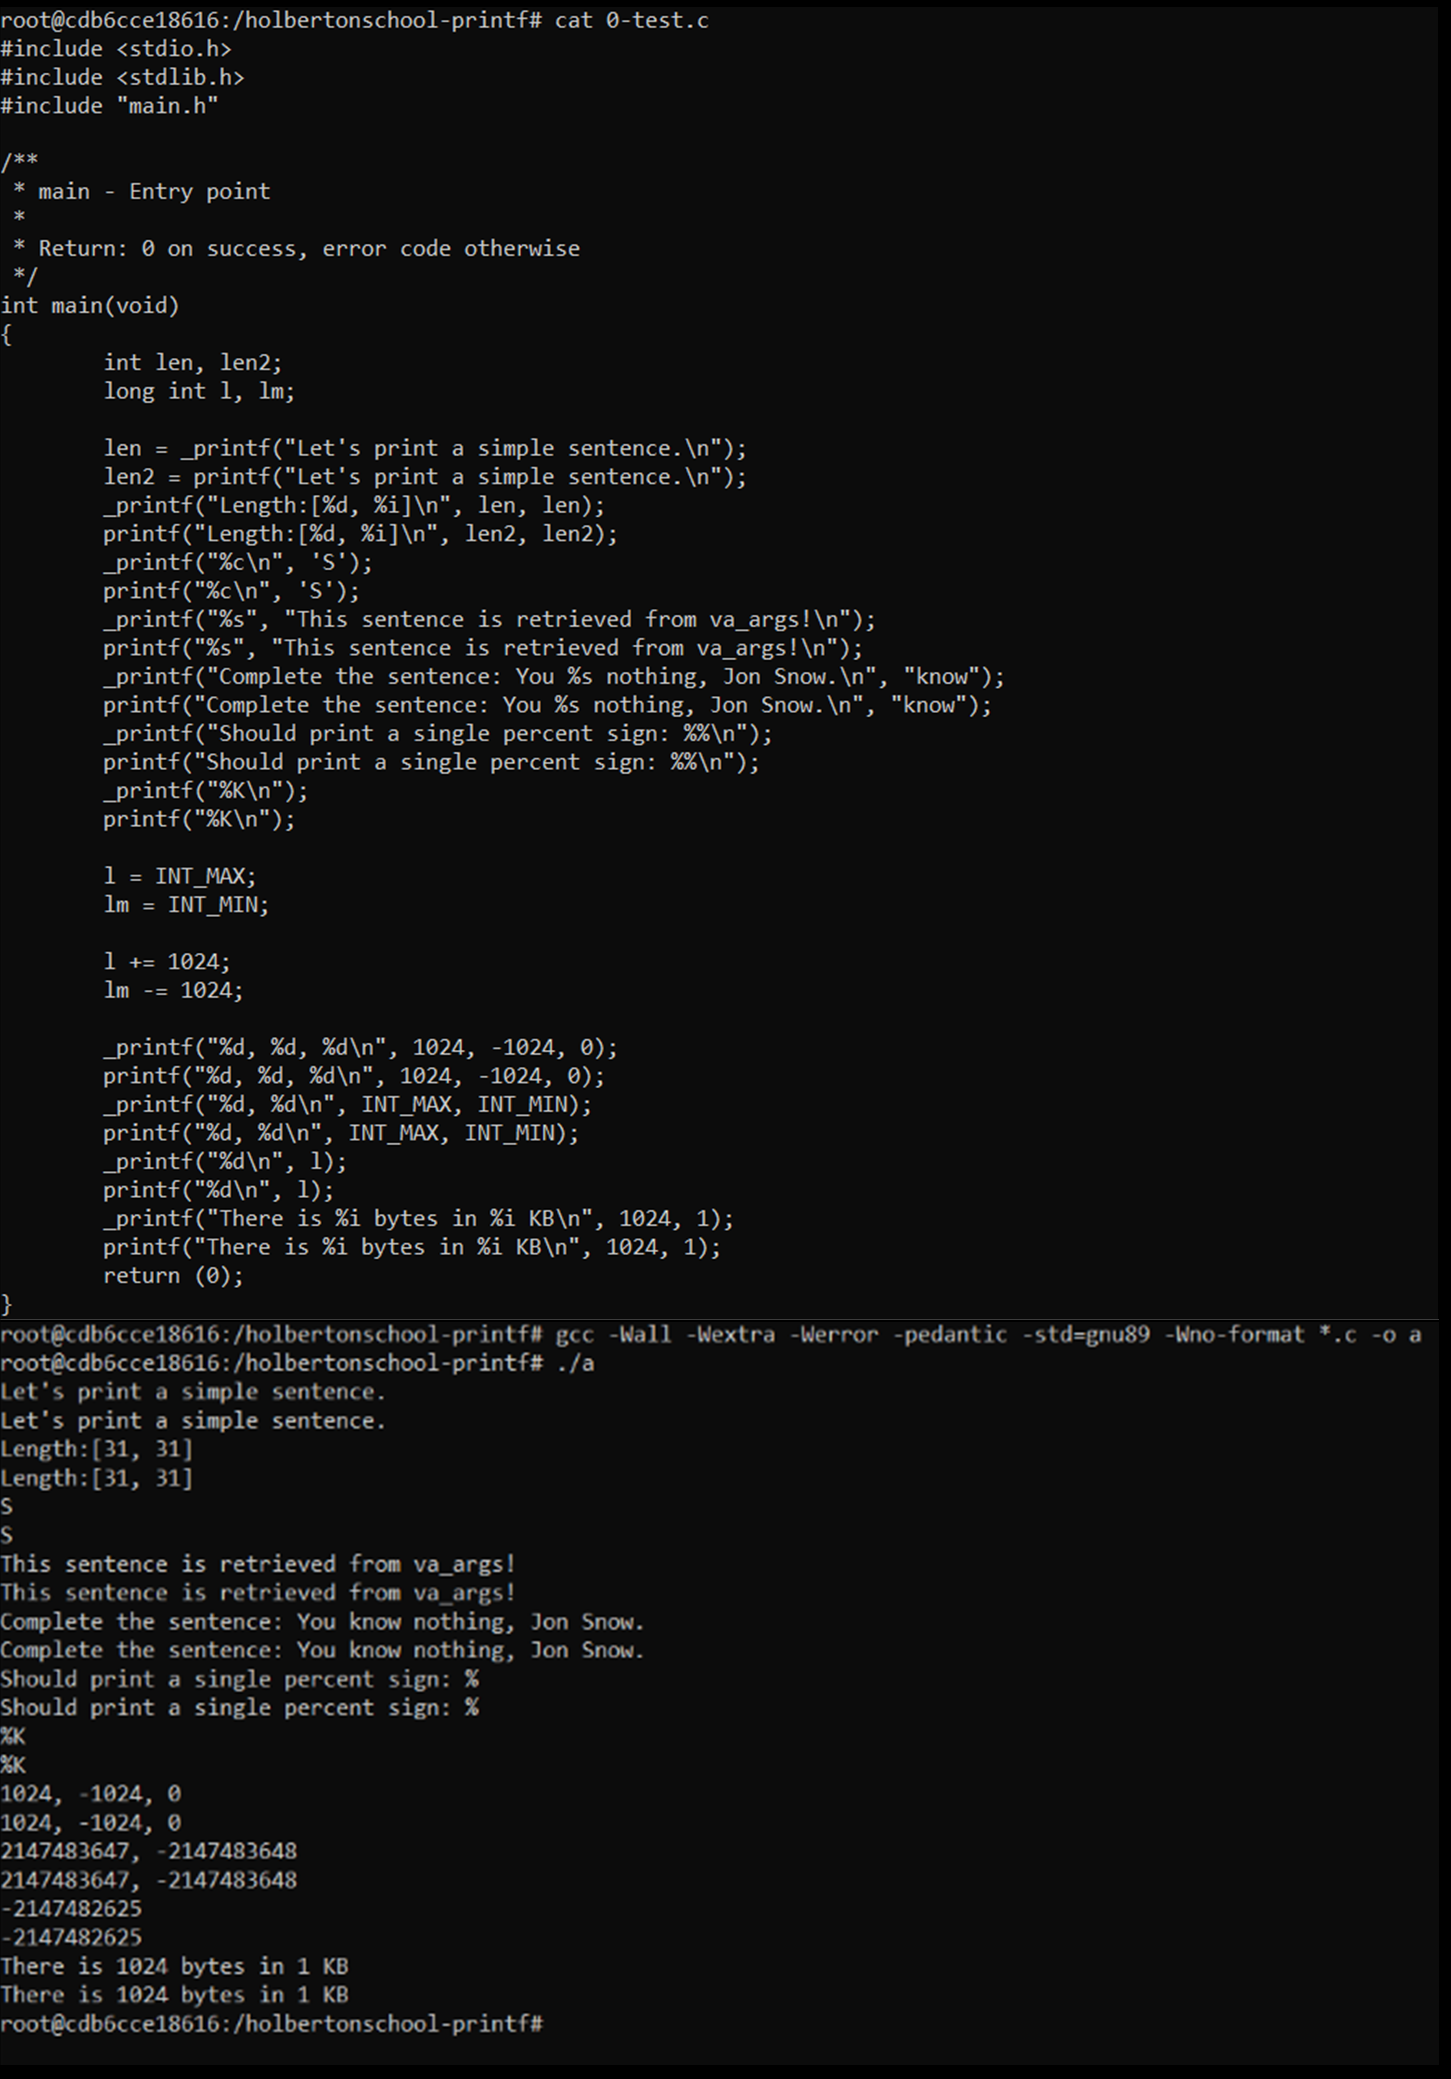 root@cdb6cce18616:/holbertonschool-printf# cat 0-test.c
#include <stdio.h>
#include <stdlib.h>
#include "main.h"

/**
 * main - Entry point
 *
 * Return: 0 on success, error code otherwise
 */
int main(void)
{
        int len, len2;
        long int l, lm;

        len = _printf("Let's print a simple sentence.\n");
        len2 = printf("Let's print a simple sentence.\n");
        _printf("Length:[%d, %i]\n", len, len);
        printf("Length:[%d, %i]\n", len2, len2);
        _printf("%c\n", 'S');
        printf("%c\n", 'S');
        _printf("%s", "This sentence is retrieved from va_args!\n");
        printf("%s", "This sentence is retrieved from va_args!\n");
        _printf("Complete the sentence: You %s nothing, Jon Snow.\n", "know");
        printf("Complete the sentence: You %s nothing, Jon Snow.\n", "know");
        _printf("Should print a single percent sign: %%\n");
        printf("Should print a single percent sign: %%\n");
        _printf("%K\n");
        printf("%K\n");

        l = INT_MAX;
        lm = INT_MIN;

        l += 1024;
        lm -= 1024;

        _printf("%d, %d, %d\n", 1024, -1024, 0);
        printf("%d, %d, %d\n", 1024, -1024, 0);
        _printf("%d, %d\n", INT_MAX, INT_MIN);
        printf("%d, %d\n", INT_MAX, INT_MIN);
        _printf("%d\n", l);
        printf("%d\n", l);
        _printf("There is %i bytes in %i KB\n", 1024, 1);
        printf("There is %i bytes in %i KB\n", 1024, 1);
        return (0);
}
root@cdb6cce18616:/holbertonschool-printf# gcc -Wall -Wextra -Werror -pedantic -std=gnu89 -Wno-format *.c -o a
root@cdb6cce18616:/holbertonschool-printf# ./a
Let's print a simple sentence.
Let's print a simple sentence.
Length:[31, 31]
Length:[31, 31]
S
S
This sentence is retrieved from va_args!
This sentence is retrieved from va_args!
Complete the sentence: You know nothing, Jon Snow.
Complete the sentence: You know nothing, Jon Snow.
Should print a single percent sign: %
Should print a single percent sign: %
%K
%K
1024, -1024, 0
1024, -1024, 0
2147483647, -2147483648
2147483647, -2147483648
-2147482625
-2147482625
There is 1024 bytes in 1 KB
There is 1024 bytes in 1 KB
root@cdb6cce18616:/holbertonschool-printf#